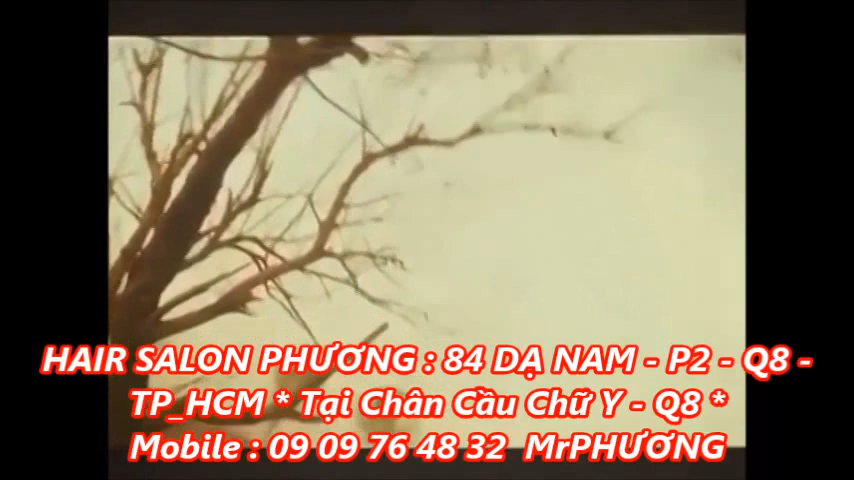 HAIR SALON PHƯƠNG : 84 DẠ NAM - P2 - Q8 -
TP_HCM * Tại Chân Cầu Chữ Y - Q8 *
Mobile : 09 09 76 48 32  MrPHƯƠNG